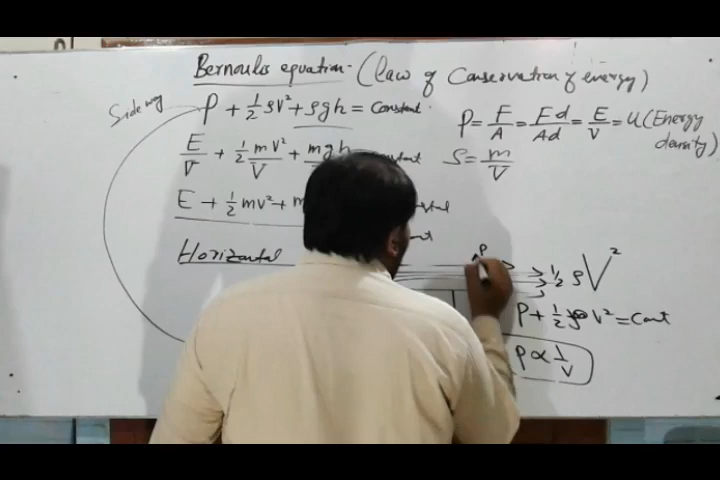 Bernoulis equation - (law of Conservation of energy)
Side way P + ½ ρV² + ρgh = Constant.
P = F/A = Fd/Ad = E/V = u (Energy density)
E/V + ½ mV²/V + mgh
ρ = m/V
E + ½ mv² + m
Horizontal
P
½ ρV²
P + ½ ρV² = Const
P ∝ 1/V